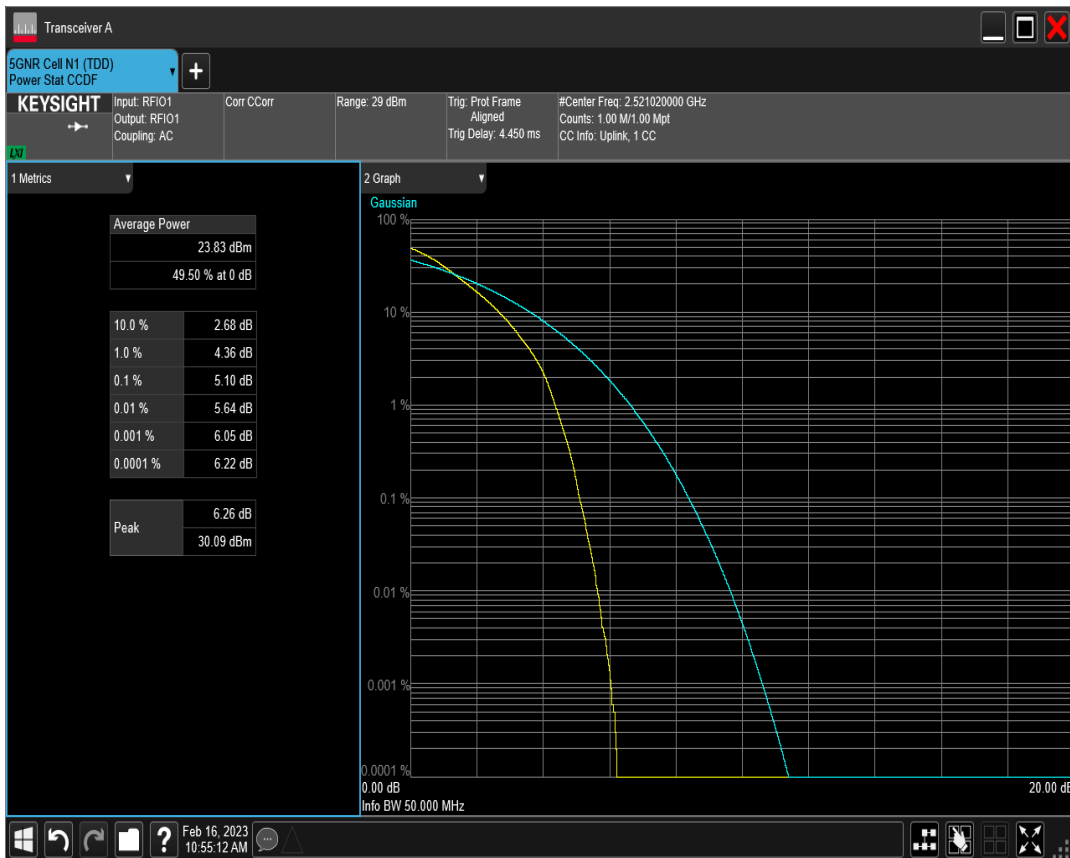 Transceiver A
5GNR Cell N1 (TDD)
Power Stat CCDF
+
KEYSIGHT
LXI
Input: RFIO1
Output: RFIO1
Coupling: AC
Corr CCorr
Range: 29 dBm
Trig: Prot Frame
Aligned
Trig Delay: 4.450 ms
#Center Freq: 2.521020000 GHz
Counts: 1.00 M/1.00 Mpt
CC Info: Uplink, 1 CC
1 Metrics
Average Power
23.83 dBm
49.50 % at 0 dB
10.0 % 2.68 dB
1.0 % 4.36 dB
0.1 % 5.10 dB
0.01 % 5.64 dB
0.001 % 6.05 dB
0.0001 % 6.22 dB
Peak 6.26 dB
30.09 dBm
2 Graph
Gaussian
100 %
10 %
1 %
0.1 %
0.01 %
0.001 %
0.0001 %
0.00 dB 20.00 dB
Info BW 50.000 MHz
?
Feb 16, 2023
10:55:12 AM